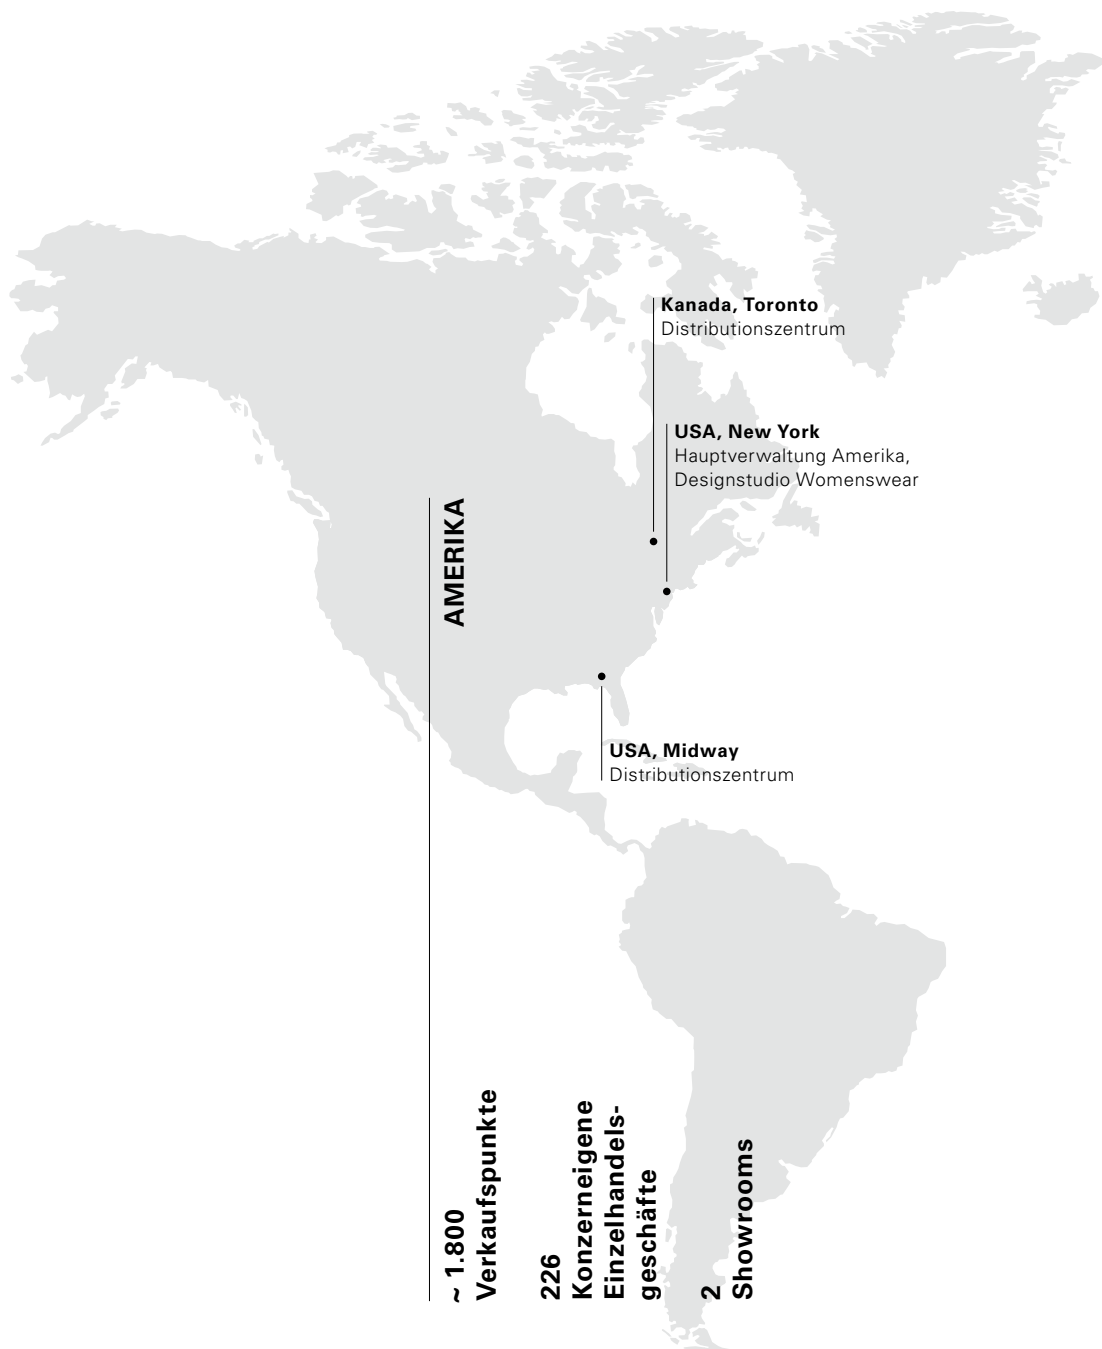 Kanada, Toronto
Distributionszentrum
USA, New York
Hauptverwaltung Amerika,
Designstudio Womenswear
AMERIKA
USA, Midway
Distributionszentrum
~ 1.800
Verkaufspunkte
226
Konzerneigene
Einzelhandels-
geschäfte
2
Showrooms